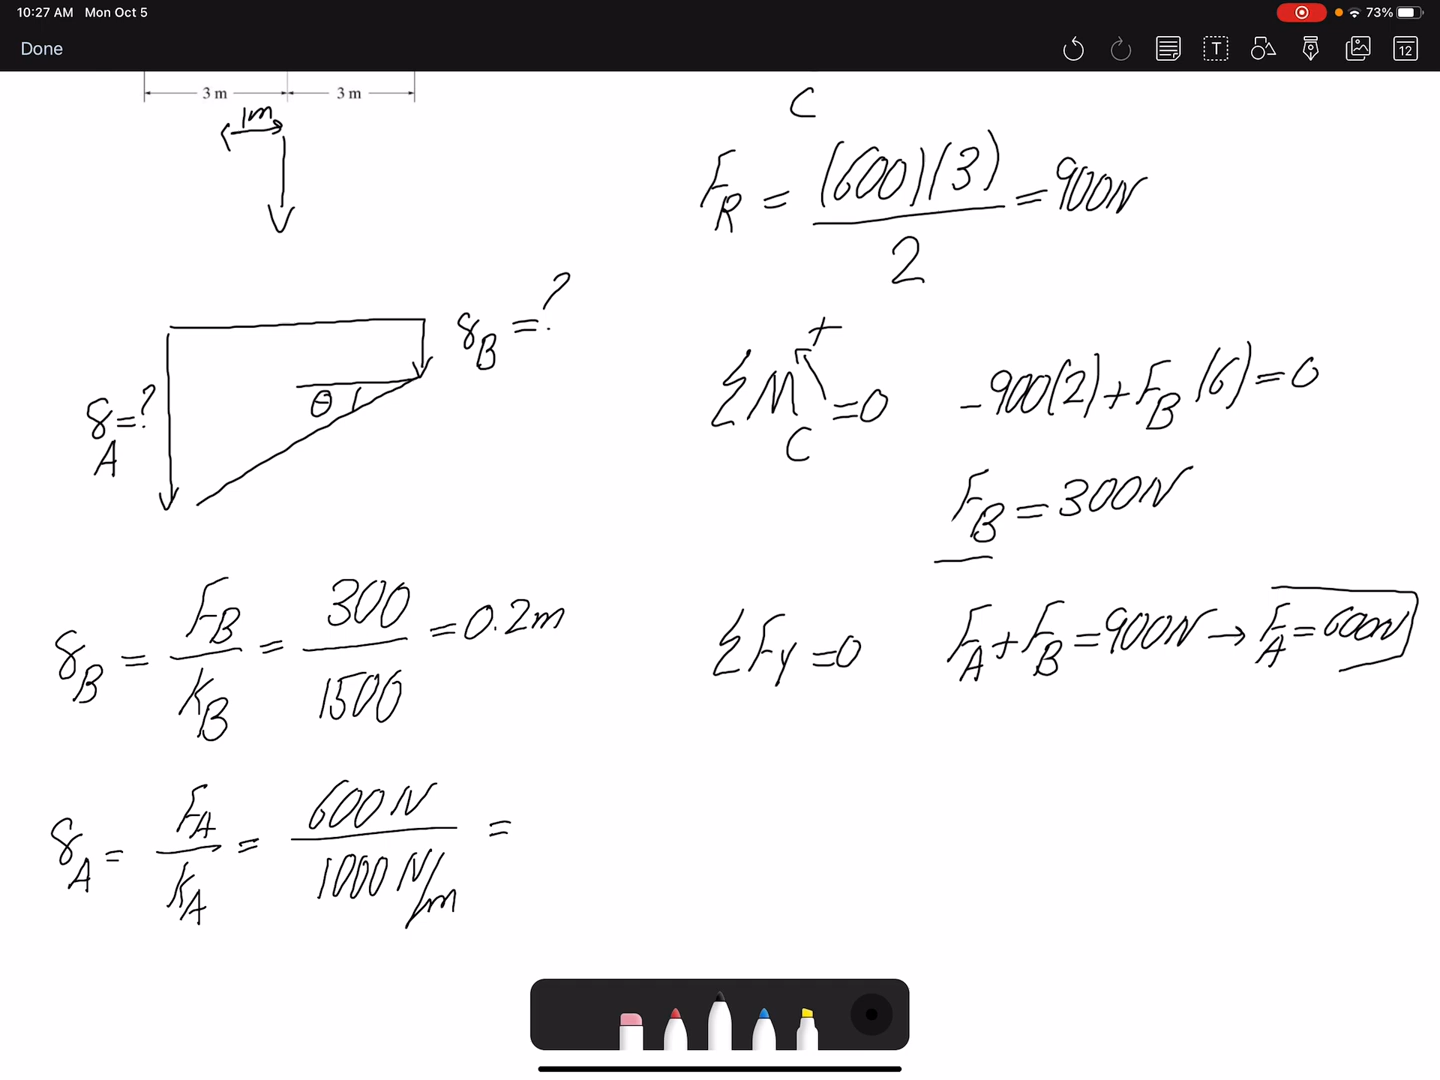 10:27 AM Mon Oct 5
73%
Done
T
12
3 m
3 m
1m
C
F_R = (600)(3) / 2 = 900N
δ_B = ?
θ
δ_A = ?
+
ΣM_C = 0
-900(2) + F_B (6) = 0
F_B = 300N
δ_B = F_B / K_B = 300 / 1500 = 0.2m
ΣFy = 0
F_A + F_B = 900N → F_A = 600N
δ_A = F_A / K_A = 600N / 1000 N/m =